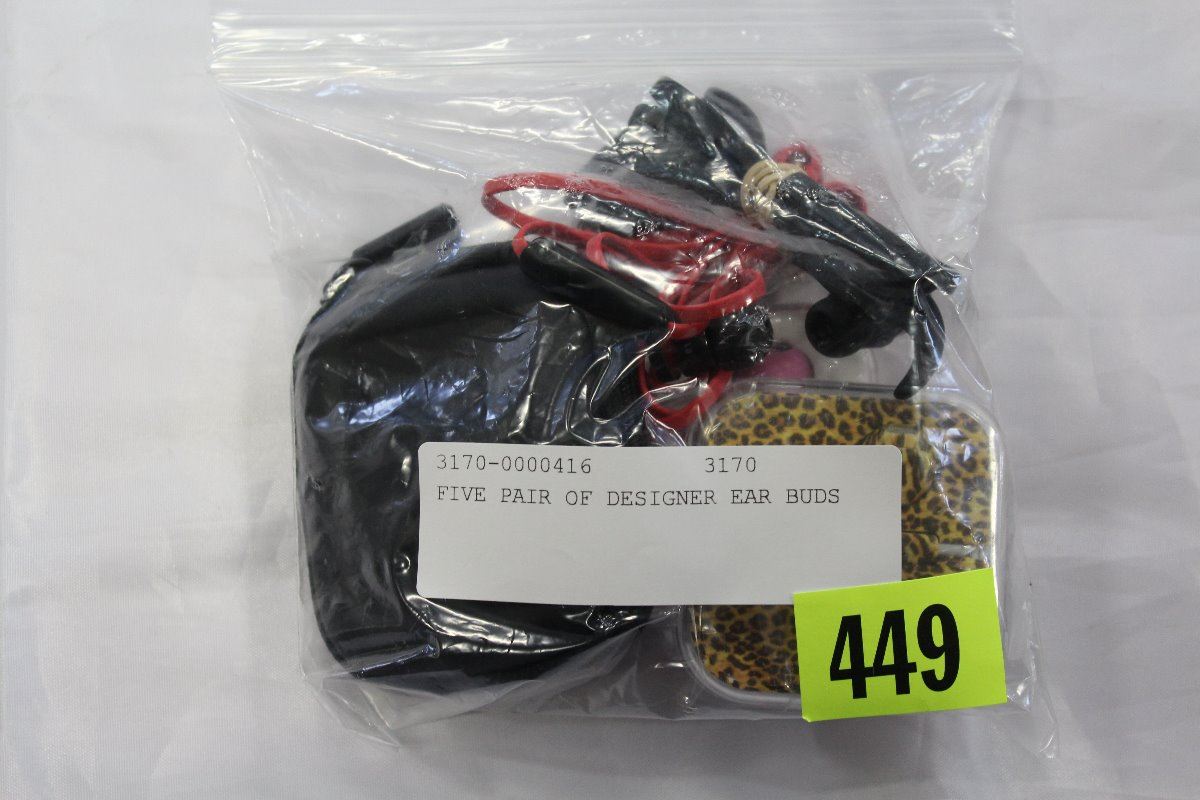 3170-0000416 3170
FIVE PAIR OF DESIGNER EAR BUDS
449